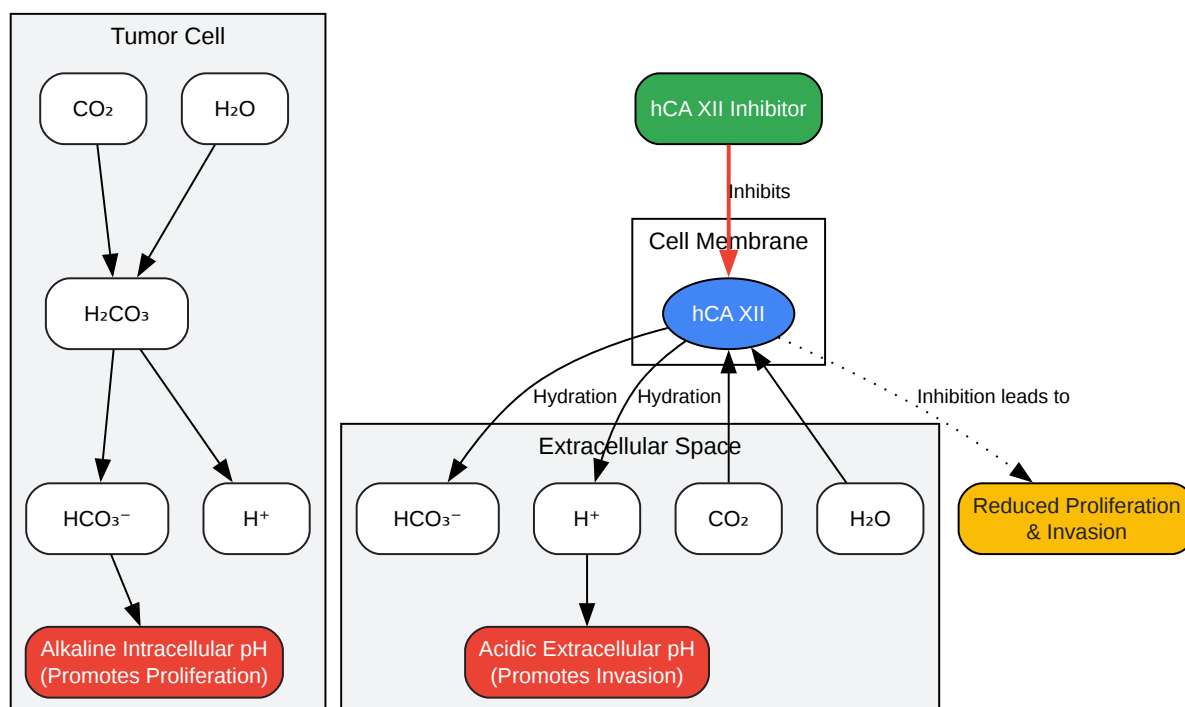 Tumor Cell
CO₂
H₂O
hCA XII Inhibitor
Inhibits
Cell Membrane
H₂CO₃
hCA XII
Hydration
Hydration
Inhibition leads to
Extracellular Space
HCO₃⁻
H⁺
HCO₃⁻
H⁺
CO₂
H₂O
Reduced Proliferation
& Invasion
Alkaline Intracellular pH
(Promotes Proliferation)
Acidic Extracellular pH
(Promotes Invasion)